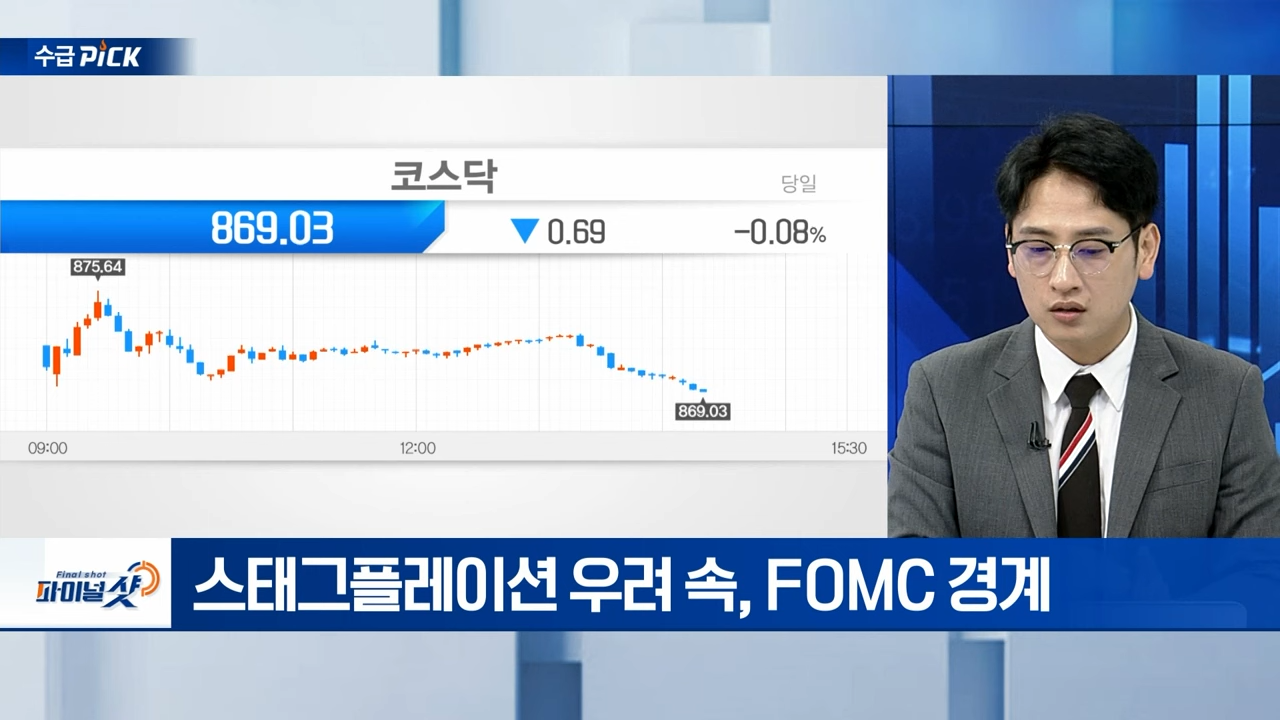 수급 PiCK
코스닥
당일
869.03 ▼ 0.69 -0.08%
875.64
869.03
09:00 12:00 15:30
Final shot
파이널샷
스태그플레이션 우려 속, FOMC 경계